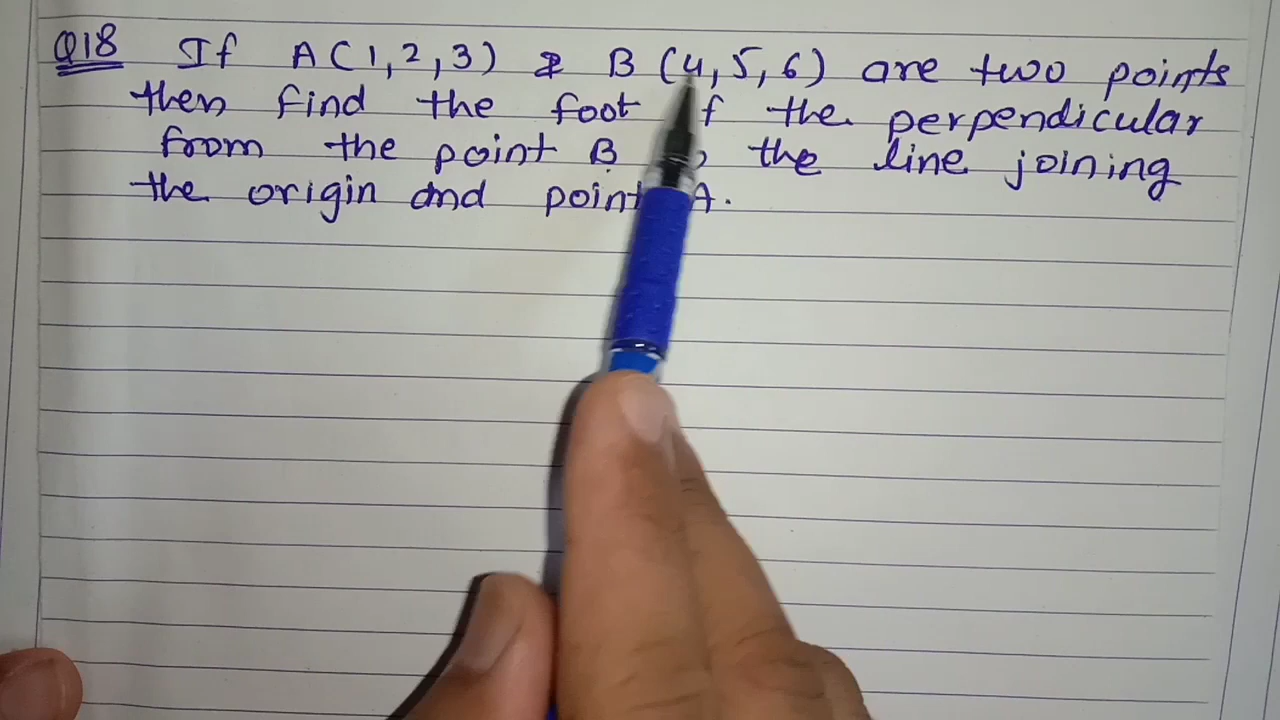 Q18 If A(1,2,3) & B (4,5,6) are two points
then find the foot f the perpendicular
from the point B the line joining
the origin and point A.